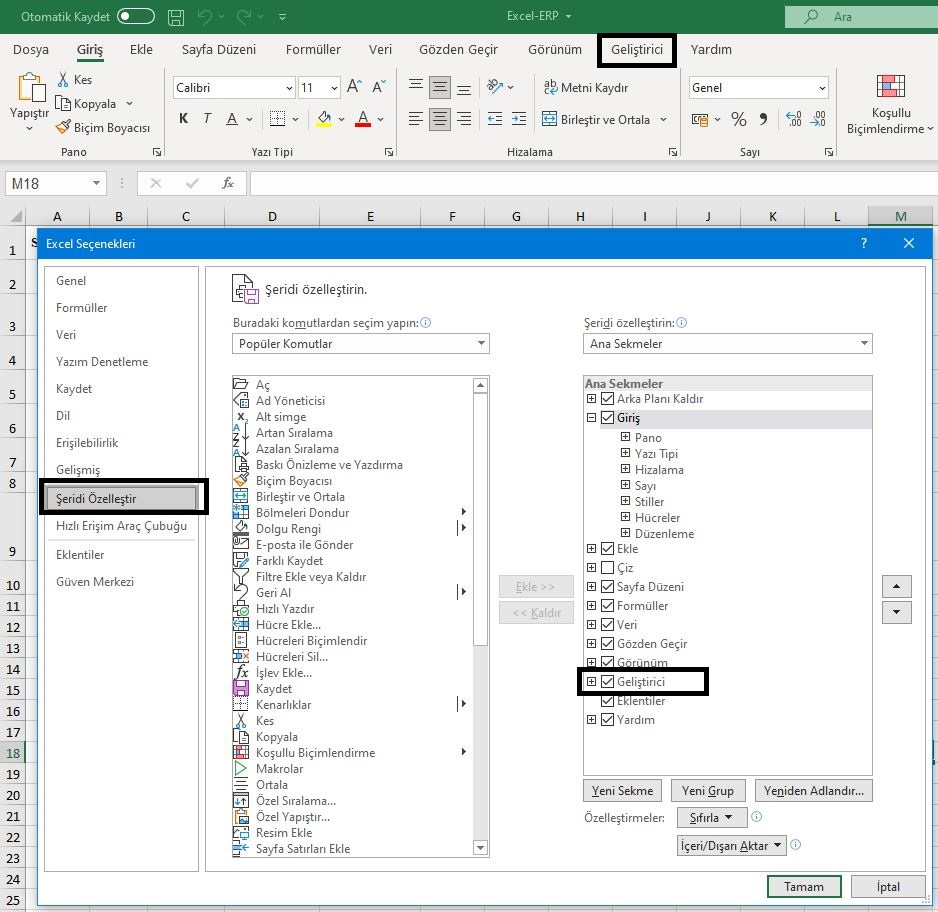 Otomatik Kaydet
Excel-ERP
Ara
Dosya Giriş Ekle Sayfa Düzeni Formüller Veri Gözden Geçir Görünüm Geliştirici Yardım
Yapıştır
Kes
Kopyala
Biçim Boyacısı
Pano
Calibri 11
K T A
A A
A
Yazı Tipi
ab Metni Kaydır
Birleştir ve Ortala
Hizalama
Genel
% ,00
Sayı
Koşullu
Biçimlendirme
M18
fx
A B C D E F G H I J K L M
1
2
3
4
5
6
7
8
9
10
11
12
13
14
15
16
17
18
19
20
21
22
23
24
25
S
Excel Seçenekleri
?
Genel
Formüller
Veri
Yazım Denetleme
Kaydet
Dil
Erişilebilirlik
Gelişmiş
Şeridi Özelleştir
Hızlı Erişim Araç Çubuğu
Eklentiler
Güven Merkezi
Şeridi özelleştirin.
Buradaki komutlardan seçim yapın:
Popüler Komutlar
Aç
Ad Yöneticisi
Alt simge
Artan Sıralama
Azalan Sıralama
Baskı Önizleme ve Yazdırma
Biçim Boyacısı
Birleştir ve Ortala
Bölmeleri Dondur
Dolgu Rengi
E-posta ile Gönder
Farklı Kaydet
Filtre Ekle veya Kaldır
Geri Al
Hızlı Yazdır
Hücre Ekle...
Hücreleri Biçimlendir
Hücreleri Sil...
İşlev Ekle...
Kaydet
Kenarlıklar
Kes
Kopyala
Koşullu Biçimlendirme
Makrolar
Ortala
Özel Sıralama...
Özel Yapıştır...
Resim Ekle
Sayfa Satırları Ekle
Ekle >>
<< Kaldır
Şeridi özelleştirin:
Ana Sekmeler
Ana Sekmeler
Arka Planı Kaldır
Giriş
Pano
Yazı Tipi
Hizalama
Sayı
Stiller
Hücreler
Düzenleme
Ekle
Çiz
Sayfa Düzeni
Formüller
Veri
Gözden Geçir
Görünüm
Geliştirici
Eklentiler
Yardım
Yeni Sekme Yeni Grup Yeniden Adlandır...
Özelleştirmeler: Sıfırla
İçeri/Dışarı Aktar
Tamam İptal